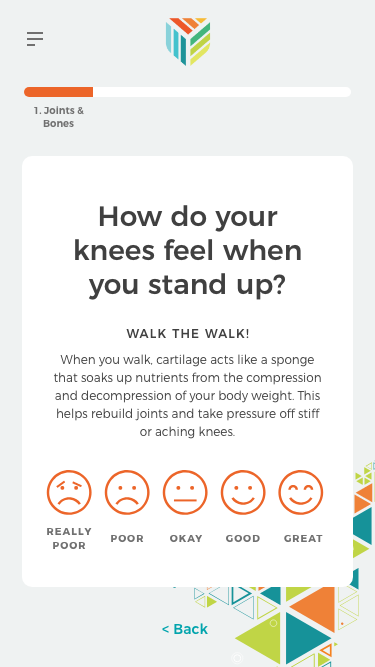 1. Joints &
Bones
How do your
knees feel when
you stand up?
WALK THE WALK!
When you walk, cartilage acts like a sponge
that soaks up nutrients from the compression
and decompression of your body weight. This
helps rebuild joints and take pressure off stiff
or aching knees.
REALLY
POOR
POOR
OKAY
GOOD
GREAT
< Back